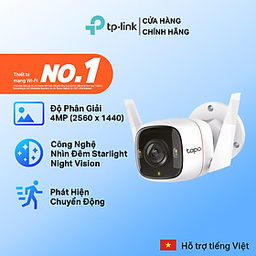 tp-link
CỬA HÀNG
CHÍNH HÃNG
Thiết bị
mạng Wi-Fi
NO.1
Độ Phân Giải
4MP (2560 x 1440)
Công Nghệ
Nhìn Đêm Starlight
Night Vision
Phát Hiện
Chuyển Động
tapo
Hỗ trợ tiếng Việt